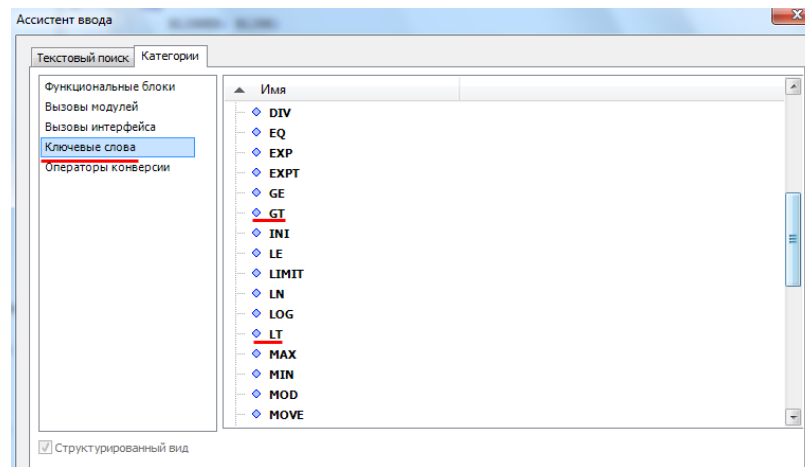 Ассистент ввода
Текстовый поиск Категории
Функциональные блоки
Вызовы модулей
Вызовы интерфейса
Ключевые слова
Операторы конверсии
Имя
DIV
EQ
EXP
EXPT
GE
GT
INI
LE
LIMIT
LN
LOG
LT
MAX
MIN
MOD
MOVE
Структурированный вид